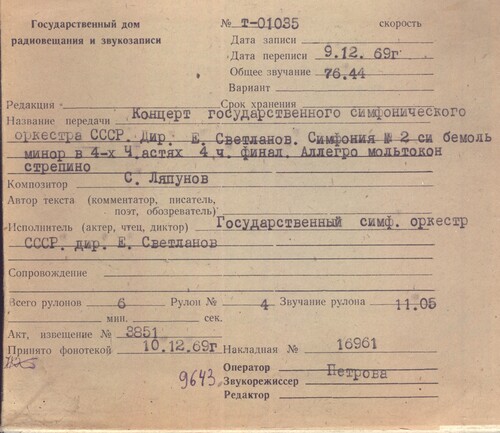 Государственный дом
радиовещания и звукозаписи
№ Т-01035 скорость
Дата записи
Дата переписи 9.12. 69г
Общее звучание 76.44
Вариант
Редакция Срок хранения
Название передачи Концерт государственного симфонического
оркестра СССР. Дир. Е. Светланов. Симфония № 2 си бемоль
минор в 4-х Ч.астях 4 ч. финал. Аллегро мольтокон
стрепино
Композитор С. Ляпунов
Автор текста (комментатор, писатель,
поэт, обозреватель)
Исполнитель (актер, чтец, диктор) Государственный симф. оркестр
СССР. дир. Е. Светланов
Сопровождение
Всего рулонов 6 Рулон № 4 Звучание рулона 11.05
мин. сек.
Акт, извещение № 3851
Принято фонотекой 10.12.69г Накладная № 16961
Оператор
9643 Звукорежиссер Петрова
Редактор